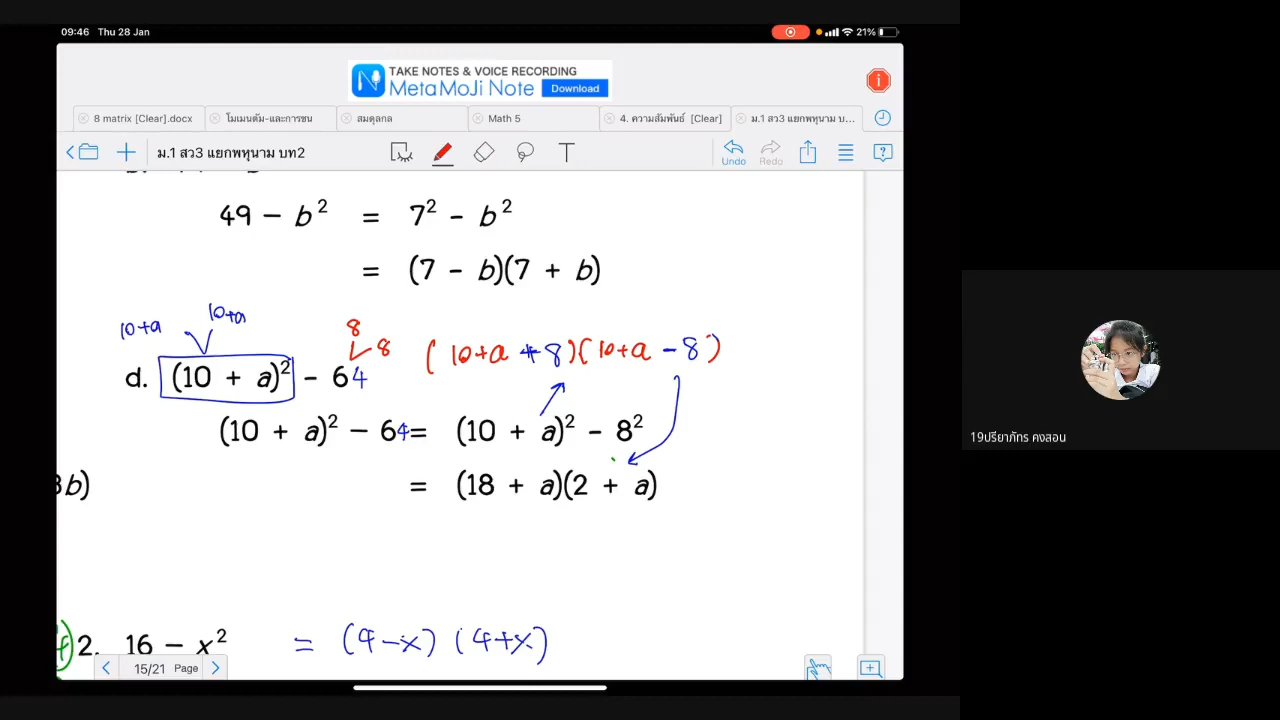 09:46 Thu 28 Jan 21%
TAKE NOTES & VOICE RECORDING
MetaMoJi Note Download
8 matrix [Clear].docx โมเมนตัม-และการชน สมดุลกล Math 5 4. ความสัมพันธ์ [Clear] ม.1 สว3 แยกพหุนาม บ...
ม.1 สว3 แยกพหุนาม บท2 T Undo Redo
49 − b² = 7² - b²
= (7 - b)(7 + b)
10+a 10+a
8
8 (10+a +8)(10+a -8)
d. (10 + a)² - 64
(10 + a)² − 64 = (10 + a)² - 8²
3b) = (18 + a)(2 + a)
2. 16 − x² = (4-x) (4+x)
15/21 Page
19ปรียาภัทร คงสอน